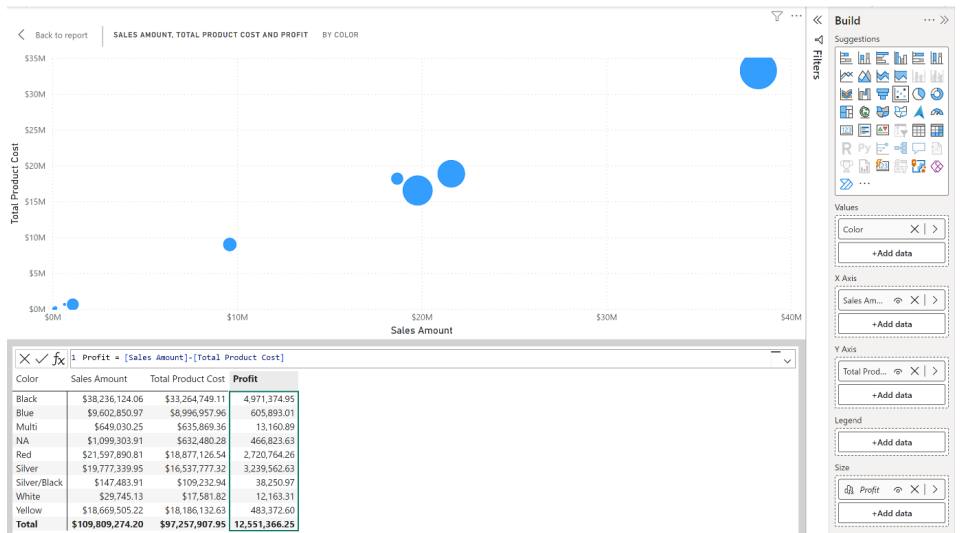 Back to report
SALES AMOUNT, TOTAL PRODUCT COST AND PROFIT BY COLOR
$35M
$30M
$25M
$20M
$15M
$10M
$5M
$0M
Total Product Cost
$0M $10M $20M $30M $40M
Sales Amount
1 Profit = [Sales Amount]-[Total Product Cost]
Color Sales Amount Total Product Cost Profit
Black $38,236,124.06 $33,264,749.11 4,971,374.95
Blue $9,602,850.97 $8,996,957.96 605,893.01
Multi $649,030.25 $635,869.36 13,160.89
NA $1,099,303.91 $632,480.28 466,823.63
Red $21,597,890.81 $18,877,126.54 2,720,764.26
Silver $19,777,339.95 $16,537,777.32 3,239,562.63
Silver/Black $147,483.91 $109,232.94 38,250.97
White $29,745.13 $17,581.82 12,163.31
Yellow $18,669,505.22 $18,186,132.63 483,372.60
Total $109,809,274.20 $97,257,907.95 12,551,366.25
Filters
Build
Suggestions
R Py
123
Values
Color
+Add data
X Axis
Sales Am...
+Add data
Y Axis
Total Prod...
+Add data
Legend
+Add data
Size
Profit
+Add data